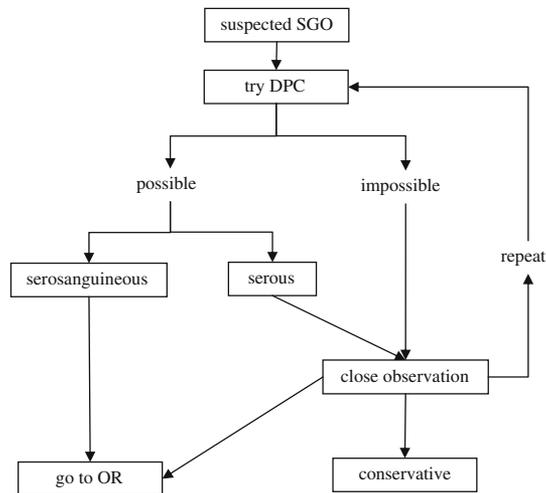 suspected SGO
try DPC
possible
impossible
repeat
serosanguineous
serous
close observation
go to OR
conservative